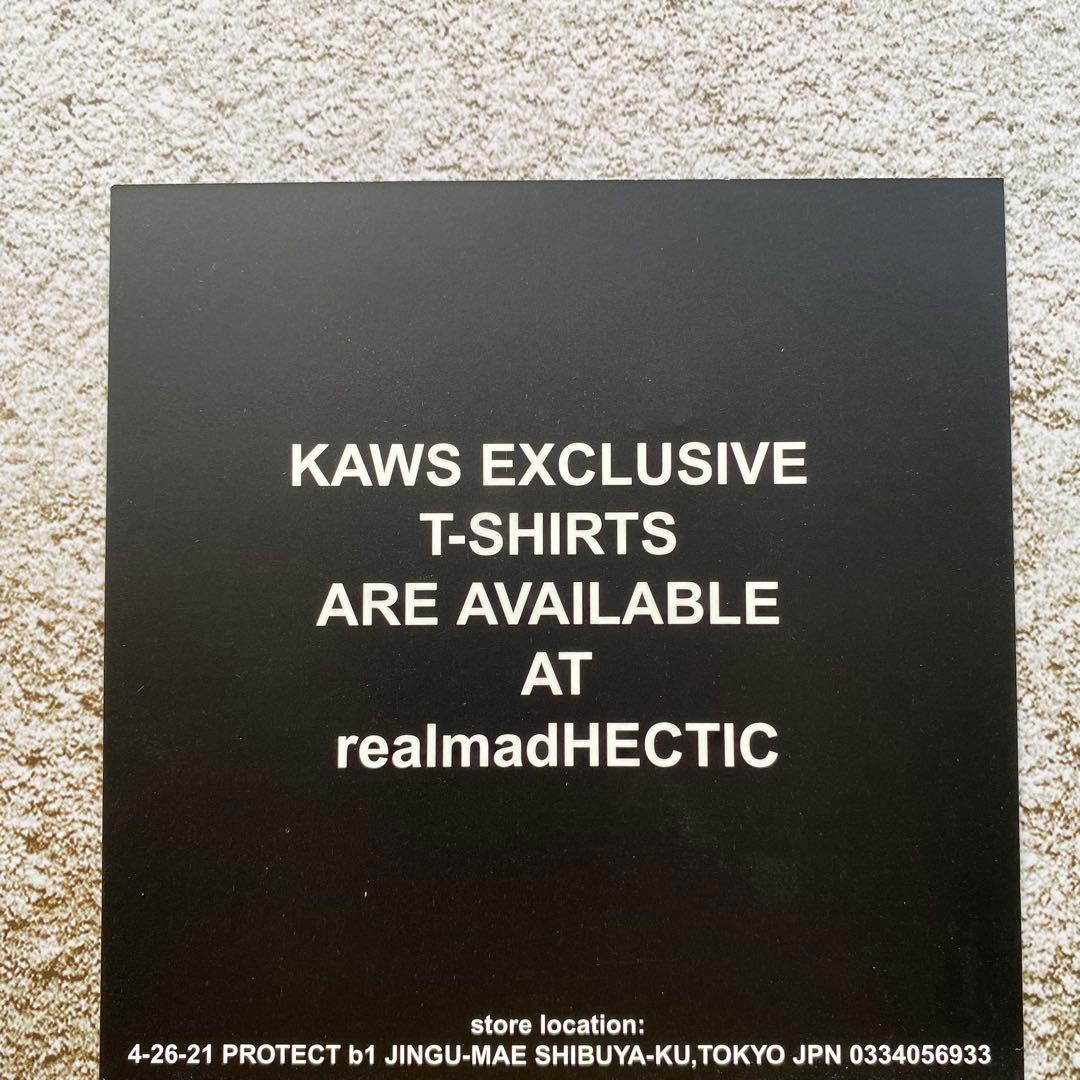 KAWS EXCLUSIVE
T-SHIRTS
ARE AVAILABLE
AT
realmadHECTIC
store location:
4-26-21 PROTECT b1 JINGU-MAE SHIBUYA-KU,TOKYO JPN 0334056933